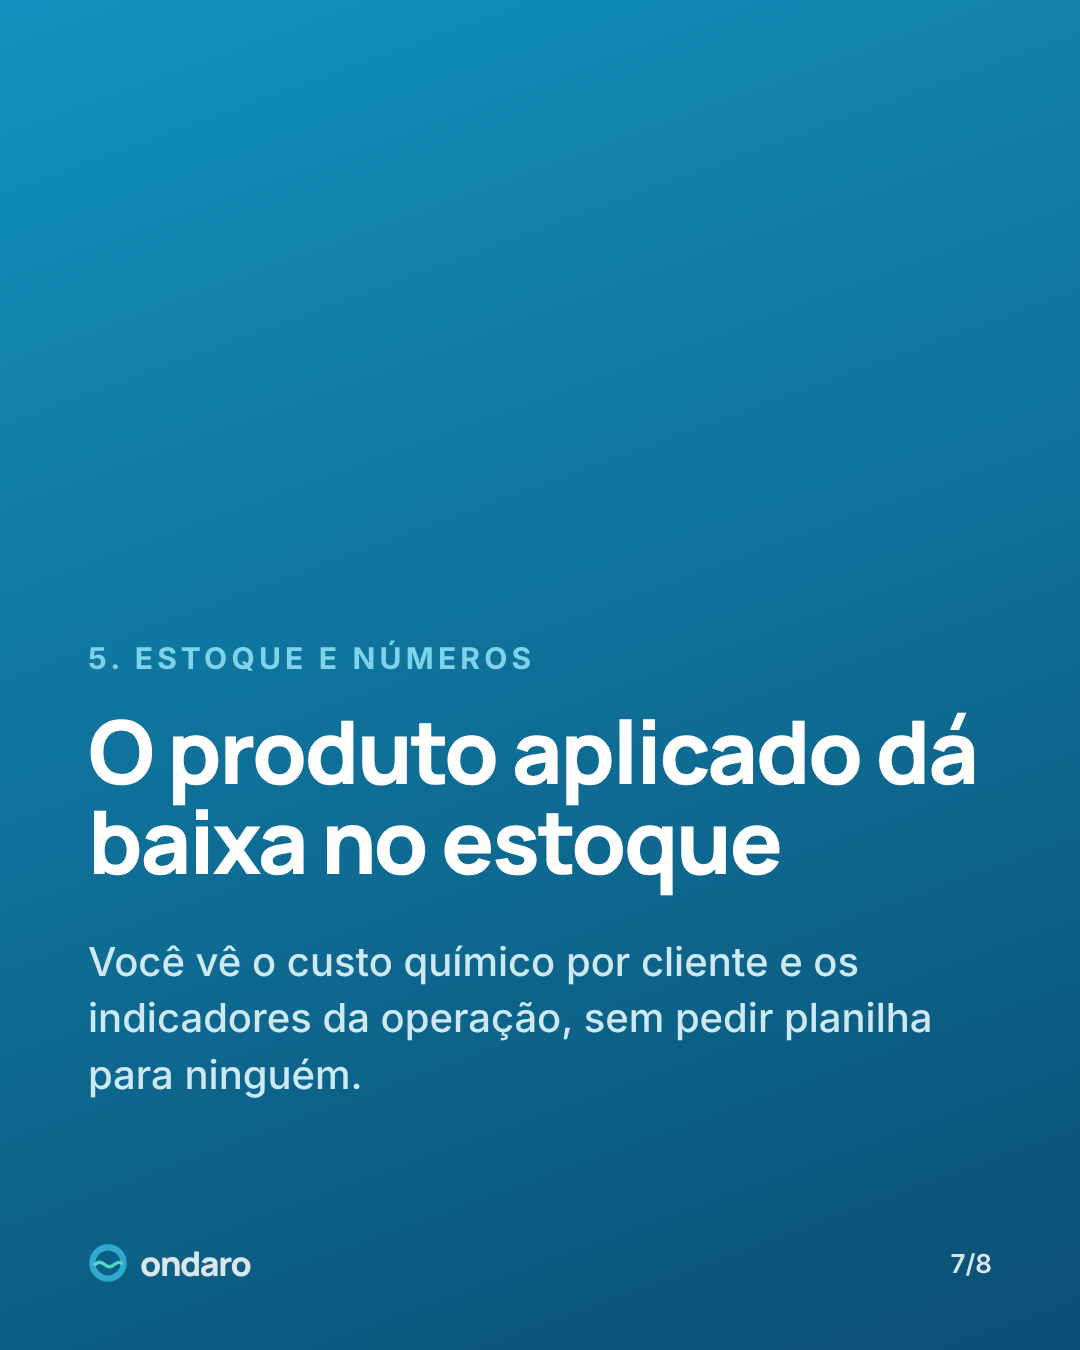 5. ESTOQUE E NÚMEROS
O produto aplicado dá
baixa no estoque
Você vê o custo químico por cliente e os
indicadores da operação, sem pedir planilha
para ninguém.
ondaro
7/8